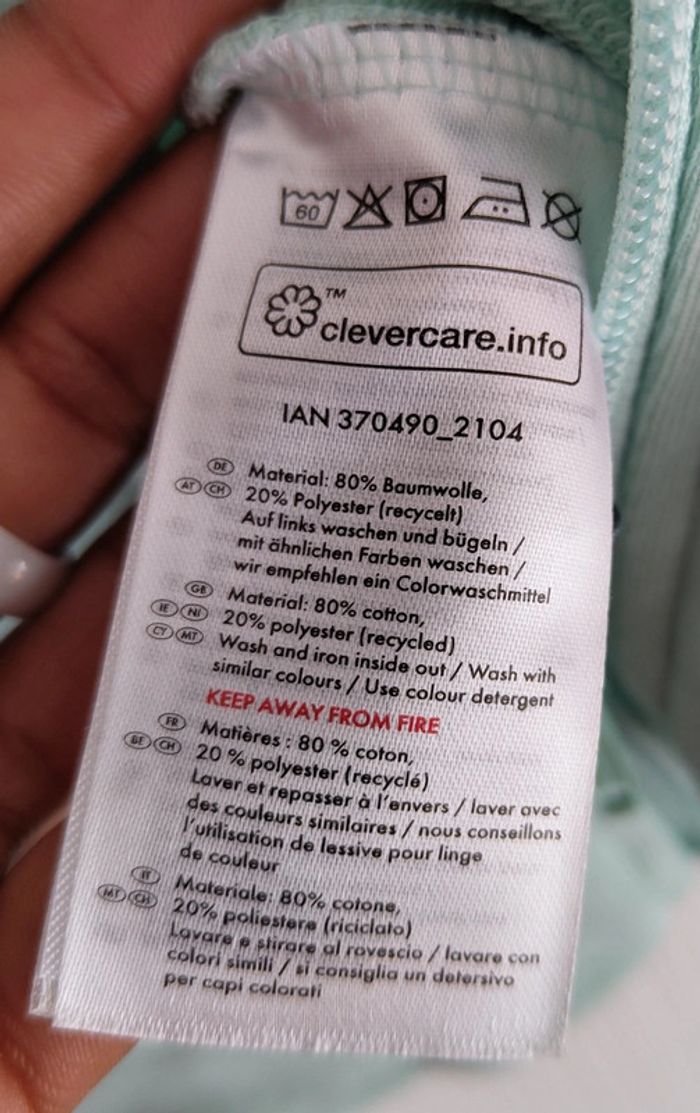 60
™
clevercare.info
IAN 370490_2104
DE Material: 80% Baumwolle,
AT CH 20% Polyester (recycelt)
Auf links waschen und bügeln /
mit ähnlichen Farben waschen /
wir empfehlen ein Colorwaschmittel
GB Material: 80% cotton,
IE NI 20% polyester (recycled)
CY MT Wash and iron inside out / Wash with
similar colours / Use colour detergent
KEEP AWAY FROM FIRE
FR Matières : 80 % coton,
BE CH 20 % polyester (recyclé)
Laver et repasser à l'envers / laver avec
des couleurs similaires / nous conseillons
l'utilisation de lessive pour linge
de couleur
IT Materiale: 80% cotone,
MT CH 20% poliestere (riciclato)
Lavare e stirare al rovescio / lavare con
colori simili / si consiglia un detersivo
per capi colorati